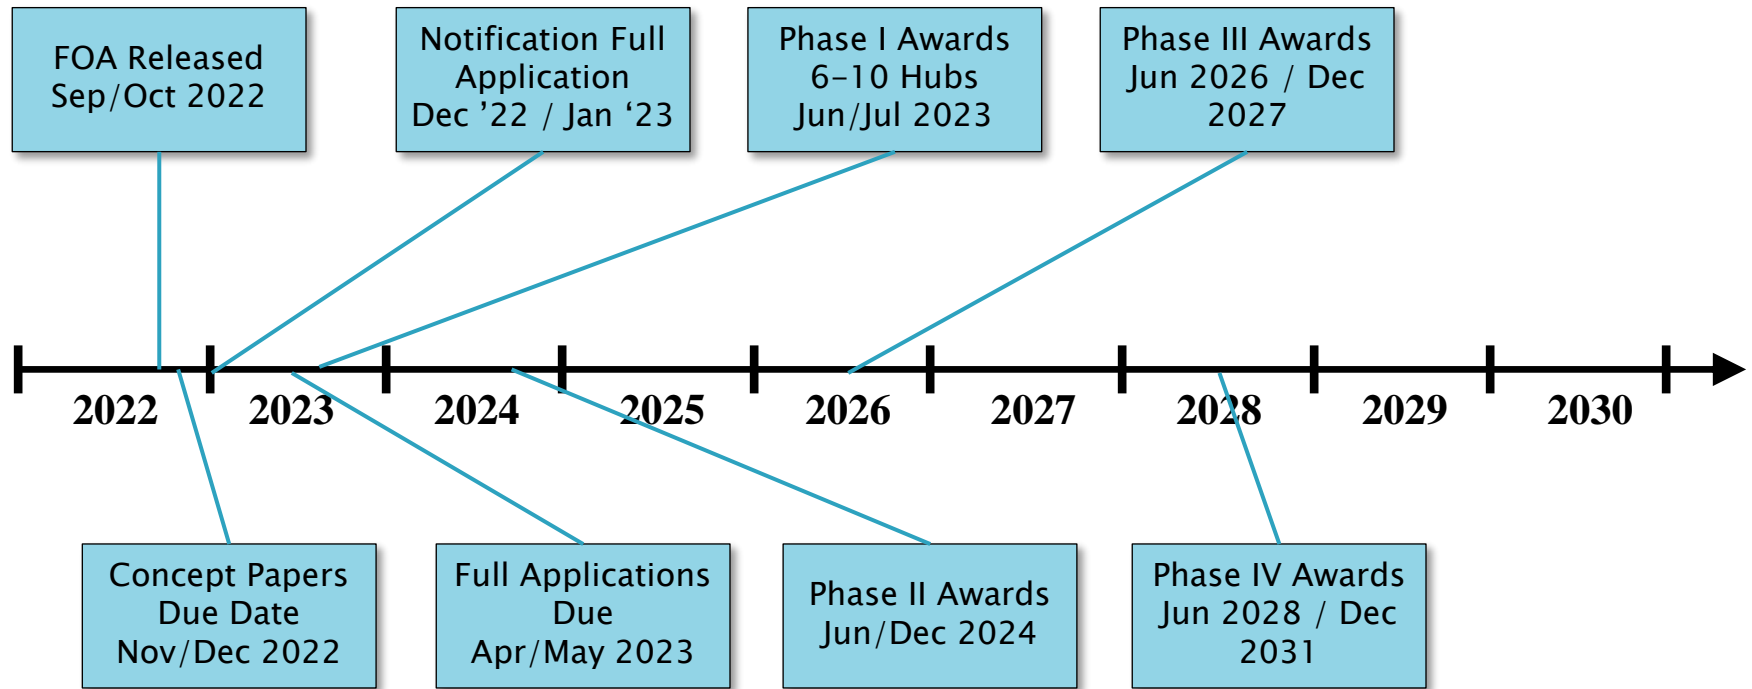 FOA Released
Sep/Oct 2022
Notification Full
Application
Dec ’22 / Jan ‘23
Phase I Awards
6–10 Hubs
Jun/Jul 2023
Phase III Awards
Jun 2026 / Dec
2027
2022
2023
2024
2025
2026
2027
2028
2029
2030
Concept Papers
Due Date
Nov/Dec 2022
Full Applications
Due
Apr/May 2023
Phase II Awards
Jun/Dec 2024
Phase IV Awards
Jun 2028 / Dec
2031